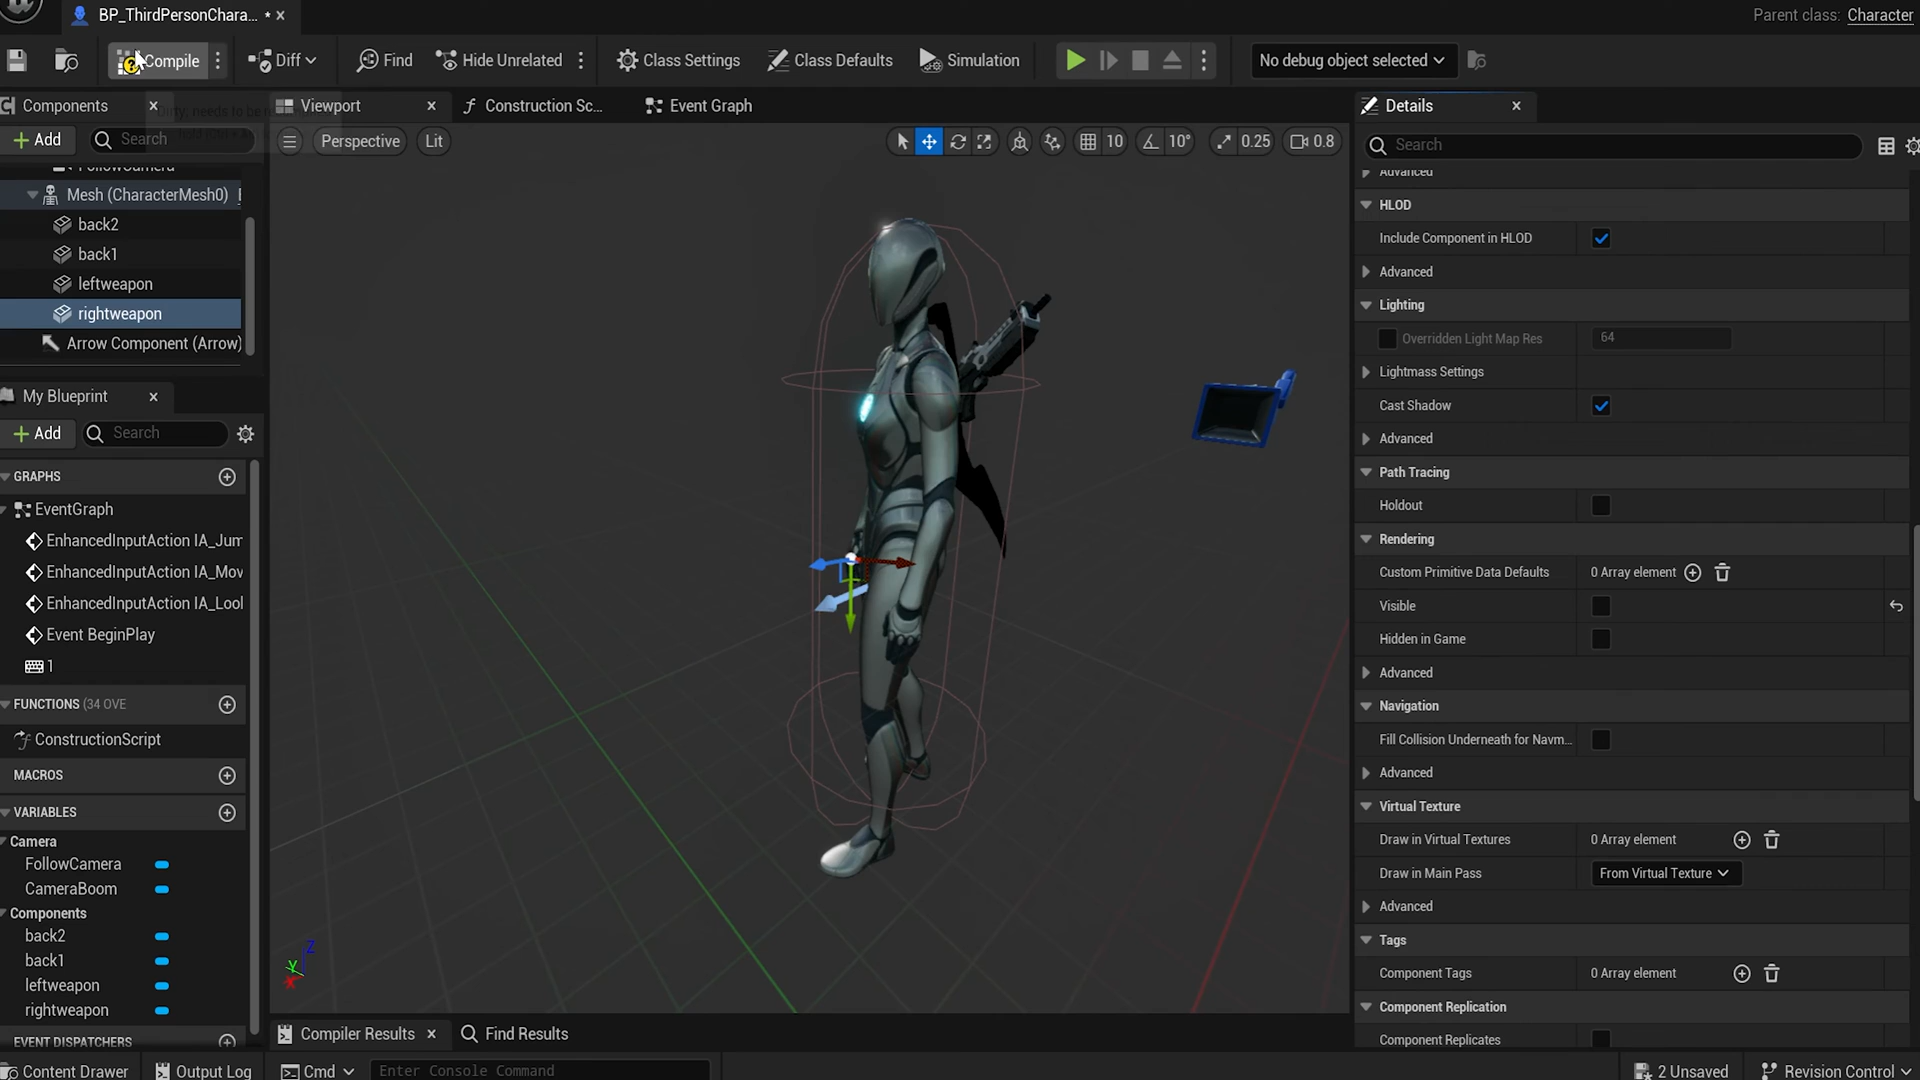 BP_ThirdPersonChara... *
Parent class: Character
Compile
Diff
Find
Hide Unrelated
Class Settings
Class Defaults
Simulation
No debug object selected
Components
Viewport
Construction Sc...
Event Graph
Details
Add
Search
Perspective
Lit
10
10°
0.25
0.8
Search
FollowCamera
Mesh (CharacterMesh0)
back2
back1
leftweapon
rightweapon
Arrow Component (Arrow)
My Blueprint
Add
Search
GRAPHS
EventGraph
EnhancedInputAction IA_Jum
EnhancedInputAction IA_Mov
EnhancedInputAction IA_Lool
Event BeginPlay
1
FUNCTIONS (34 OVE
ConstructionScript
MACROS
VARIABLES
Camera
FollowCamera
CameraBoom
Components
back2
back1
leftweapon
rightweapon
EVENT DISPATCHERS
Z
Y
X
Advanced
HLOD
Include Component in HLOD
Advanced
Lighting
Overridden Light Map Res
64
Lightmass Settings
Cast Shadow
Advanced
Path Tracing
Holdout
Rendering
Custom Primitive Data Defaults
0 Array element
Visible
Hidden in Game
Advanced
Navigation
Fill Collision Underneath for Navm...
Advanced
Virtual Texture
Draw in Virtual Textures
0 Array element
Draw in Main Pass
From Virtual Texture
Advanced
Tags
Component Tags
0 Array element
Component Replication
Component Replicates
Compiler Results
Find Results
Content Drawer
Output Log
Cmd
Enter Console Command
2 Unsaved
Revision Control